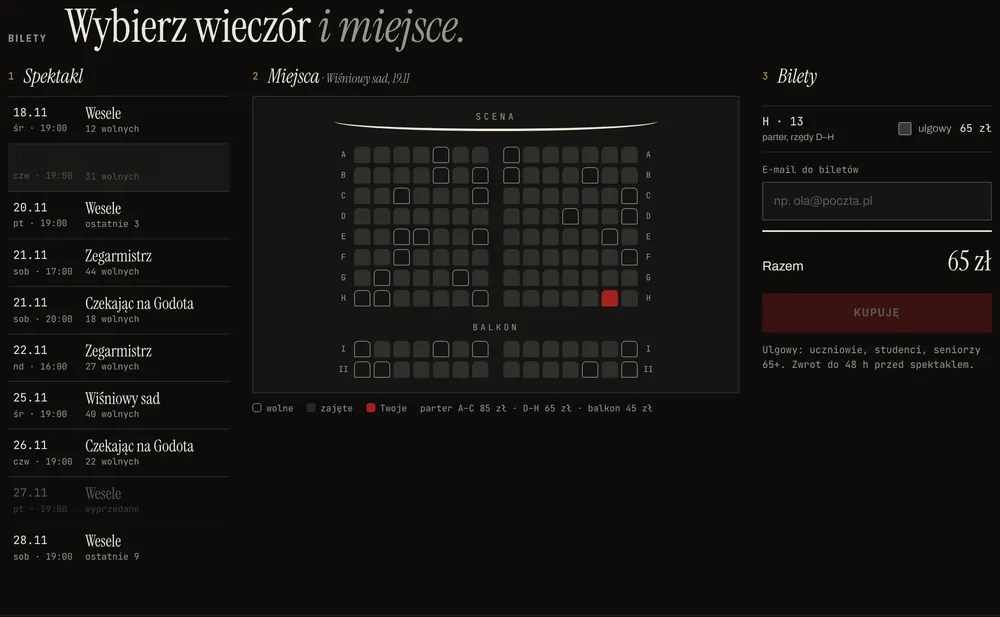 BILETY
Wybierz wieczór i miejsce.
1 Spektakl
18.11 Wesele
śr · 19:00 12 wolnych
czw · 19:00 31 wolnych
20.11 Wesele
pt · 19:00 ostatnie 3
21.11 Zegarmistrz
sob · 17:00 44 wolnych
21.11 Czekając na Godota
sob · 20:00 18 wolnych
22.11 Zegarmistrz
nd · 16:00 27 wolnych
25.11 Wiśniowy sad
śr · 19:00 40 wolnych
26.11 Czekając na Godota
czw · 19:00 22 wolnych
27.11 Wesele
pt · 19:00 wyprzedane
28.11 Wesele
sob · 19:00 ostatnie 9
2 Miejsca · Wiśniowy sad, 19.11
SCENA
A A
B B
C C
D D
E E
F F
G G
H H
BALKON
I I
II II
wolne zajęte Twoje parter A–C 85 zł · D–H 65 zł · balkon 45 zł
3 Bilety
H · 13
parter, rzędy D–H
ulgowy 65 zł
E-mail do biletów
np. ola@poczta.pl
Razem 65 zł
KUPUJĘ
Ulgowy: uczniowie, studenci, seniorzy
65+. Zwrot do 48 h przed spektaklem.